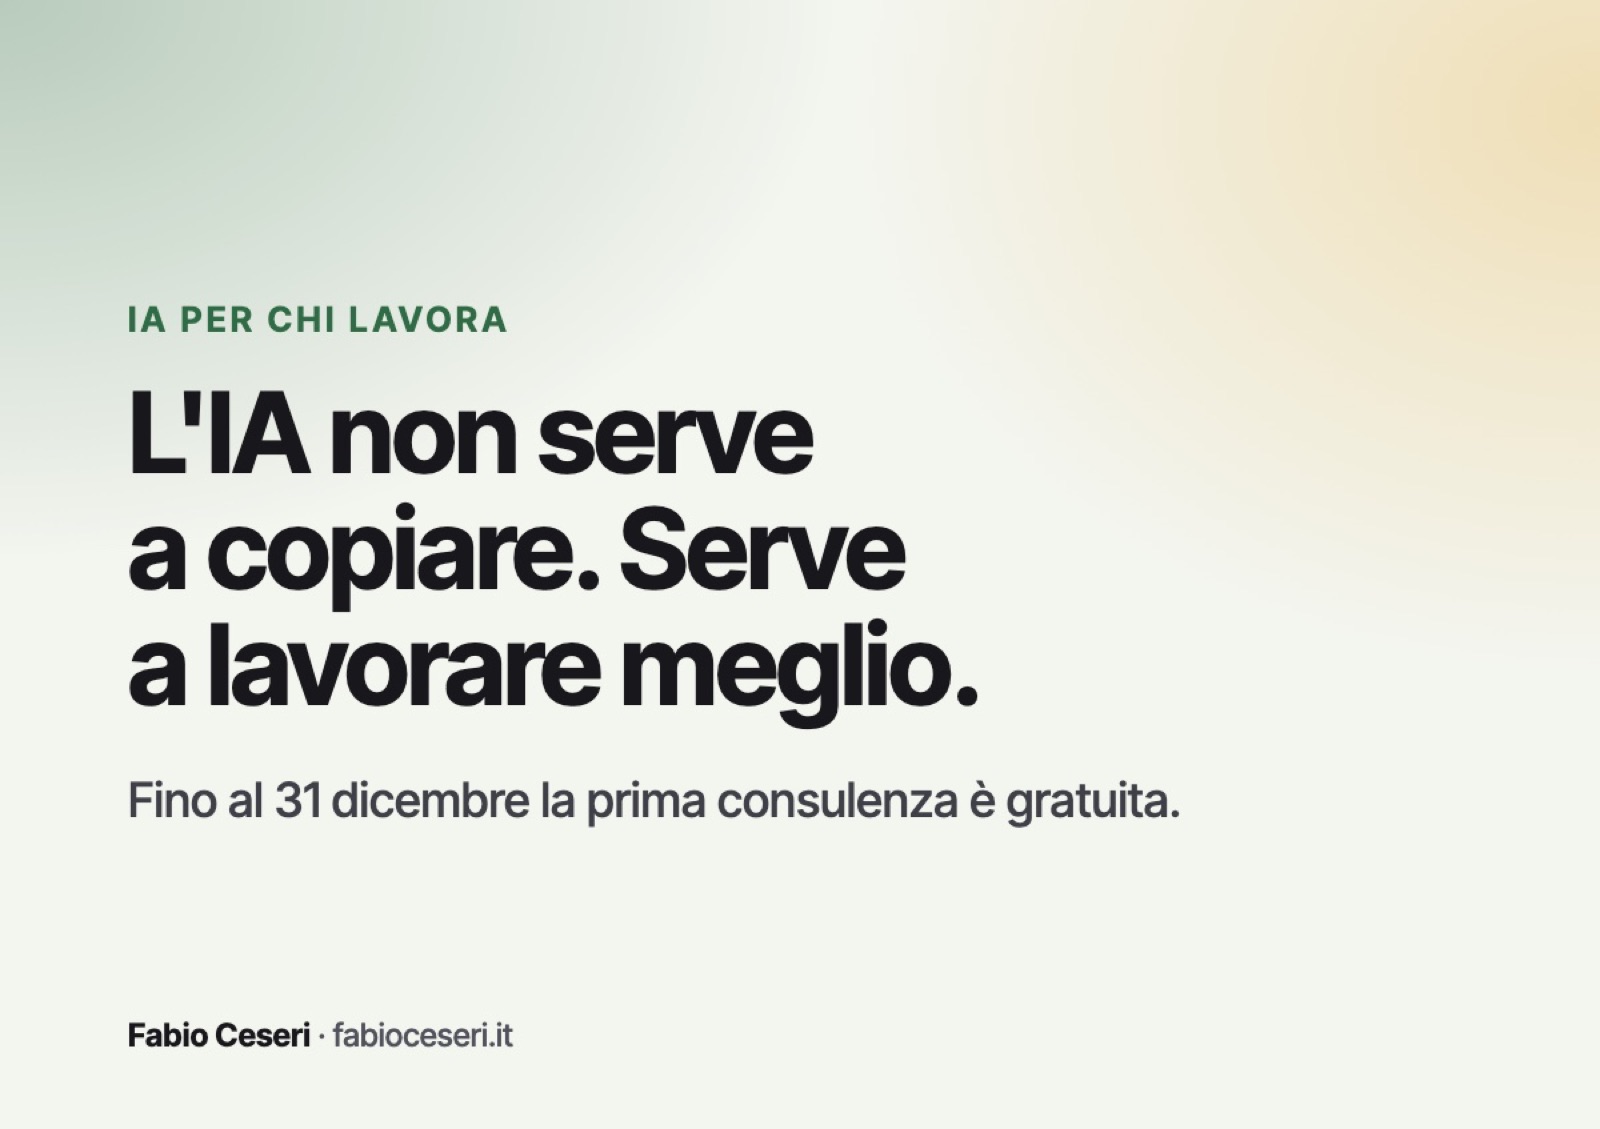 IA PER CHI LAVORA
L'IA non serve
a copiare. Serve
a lavorare meglio.
Fino al 31 dicembre la prima consulenza è gratuita.
Fabio Ceseri · fabioceseri.it